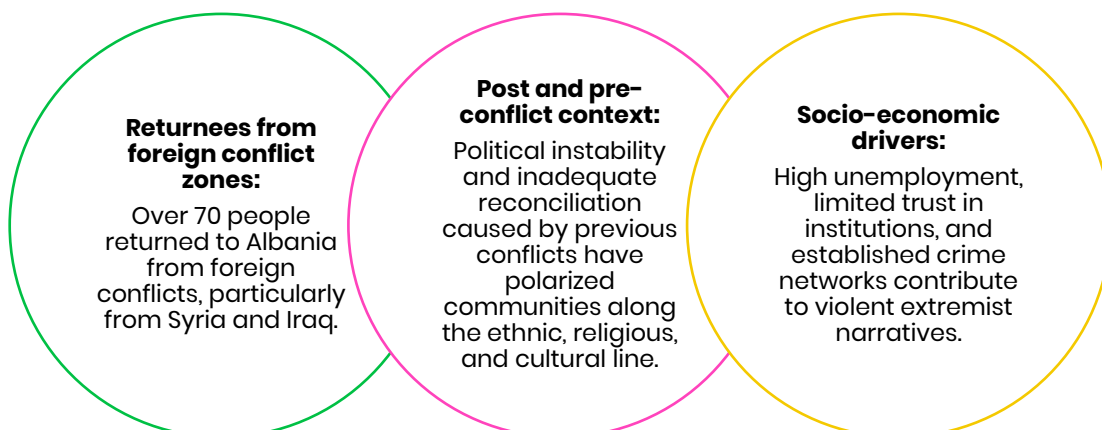 Returnees from
foreign conflict
zones:
Over 70 people
returned to Albania
from foreign
conflicts, particularly
from Syria and Iraq.
Post and pre-
conflict context:
Political instability
and inadequate
reconciliation
caused by previous
conflicts have
polarized
communities along
the ethnic, religious,
and cultural line.
Socio-economic
drivers:
High unemployment,
limited trust in
institutions, and
established crime
networks contribute
to violent extremist
narratives.